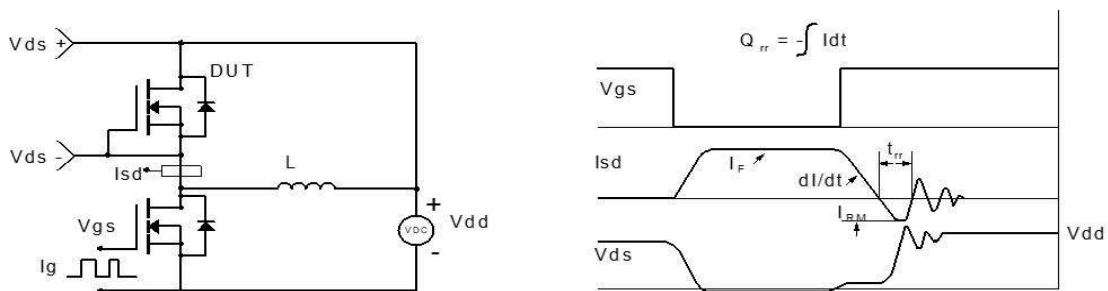 Vds +
DUT
Vds -
Isd
L
Vgs
Ig
+
VDC
-
Vdd
Q rr = - ∫ Idt
Vgs
Isd
I F
dI/dt
t rr
I RM
Vds
Vdd